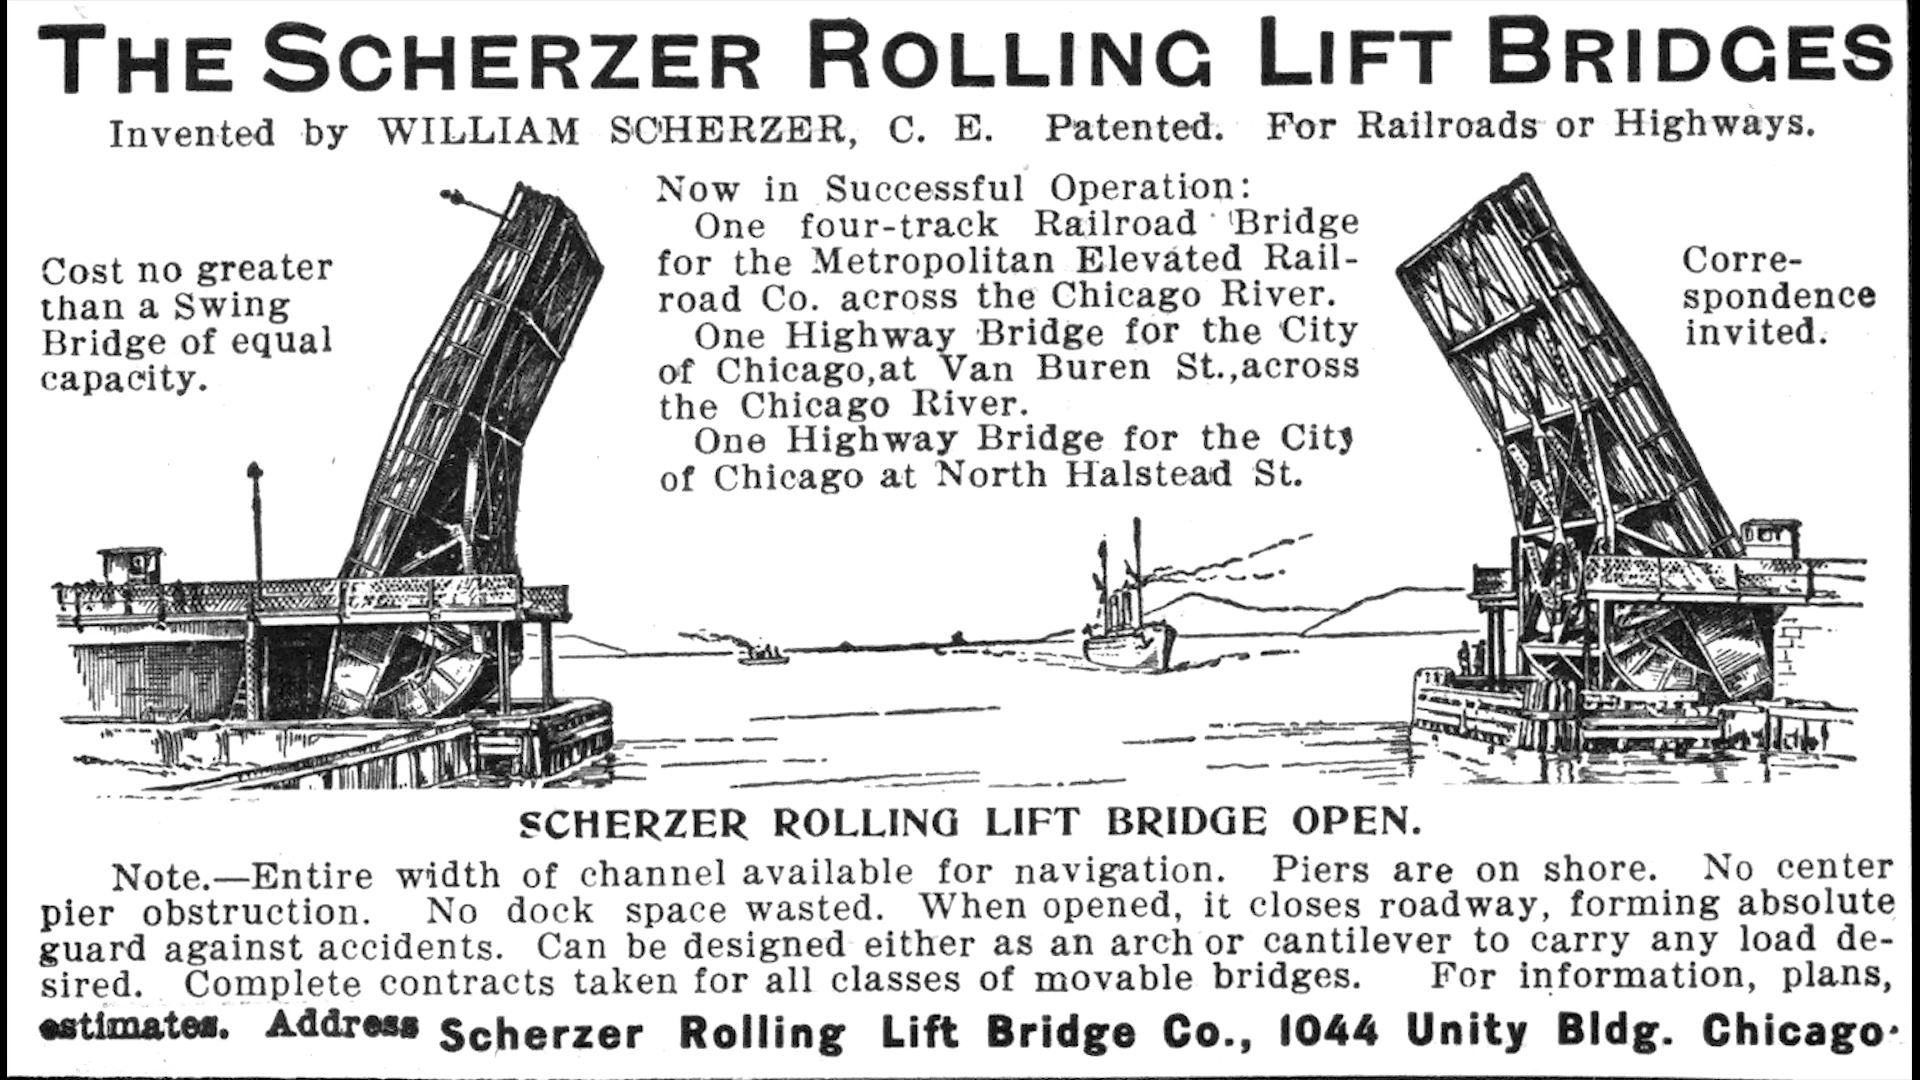 THE SCHERZER ROLLING LIFT BRIDGES
Invented by WILLIAM SCHERZER, C. E. Patented. For Railroads or Highways.
Cost no greater
than a Swing
Bridge of equal
capacity.
Now in Successful Operation:
One four-track Railroad Bridge
for the Metropolitan Elevated Rail-
road Co. across the Chicago River.
One Highway Bridge for the City
of Chicago, at Van Buren St., across
the Chicago River.
One Highway Bridge for the City
of Chicago at North Halstead St.
Corre-
spondence
invited.
SCHERZER ROLLING LIFT BRIDGE OPEN.
Note.—Entire width of channel available for navigation. Piers are on shore. No center
pier obstruction. No dock space wasted. When opened, it closes roadway, forming absolute
guard against accidents. Can be designed either as an arch or cantilever to carry any load de-
sired. Complete contracts taken for all classes of movable bridges. For information, plans,
estimates. Address Scherzer Rolling Lift Bridge Co., 1044 Unity Bldg. Chicago.